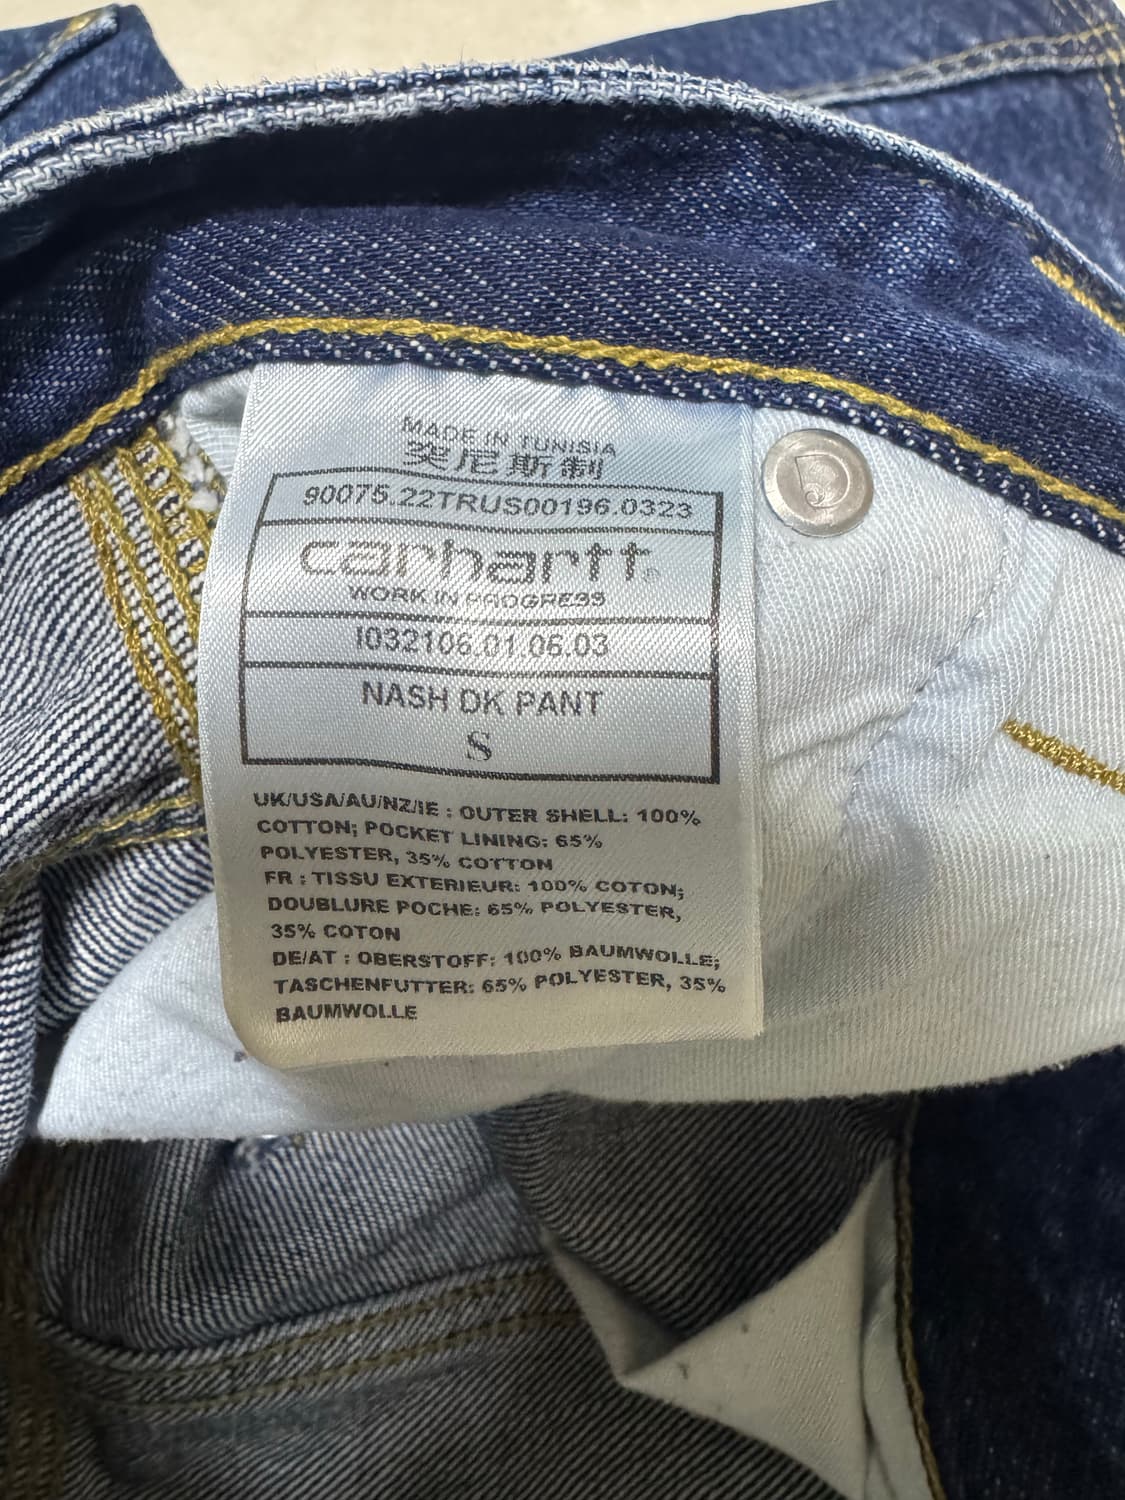 MADE IN TUNISIA
突尼斯制
90075.22TRUS00196.0323
carhartt®
WORK IN PROGRESS
I032106.01.06.03
NASH DK PANT
S
UK/USA/AU/NZ/IE : OUTER SHELL: 100%
COTTON; POCKET LINING: 65%
POLYESTER, 35% COTTON
FR : TISSU EXTERIEUR: 100% COTON;
DOUBLURE POCHE: 65% POLYESTER,
35% COTON
DE/AT : OBERSTOFF: 100% BAUMWOLLE;
TASCHENFUTTER: 65% POLYESTER, 35%
BAUMWOLLE